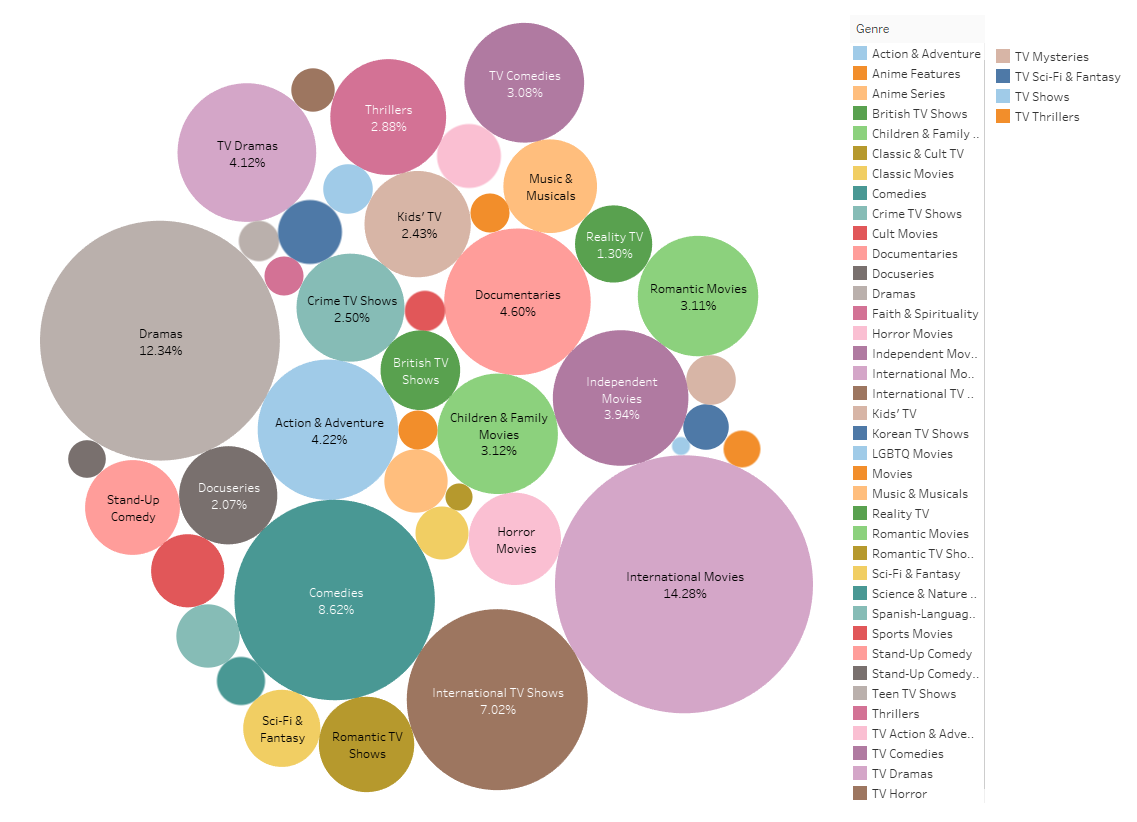 TV Comedies
3.08%
Thrillers
2.88%
TV Dramas
4.12%
Music &
Musicals
Kids’ TV
2.43%
Reality TV
1.30%
Romantic Movies
3.11%
Crime TV Shows
2.50%
Documentaries
4.60%
Dramas
12.34%
British TV
Shows
Independent
Movies
3.94%
Action & Adventure
4.22%
Children & Family
Movies
3.12%
Stand-Up
Comedy
Docuseries
2.07%
Horror
Movies
Comedies
8.62%
International Movies
14.28%
International TV Shows
7.02%
Sci-Fi &
Fantasy
Romantic TV
Shows
Genre
Action & Adventure
Anime Features
Anime Series
British TV Shows
Children & Family ..
Classic & Cult TV
Classic Movies
Comedies
Crime TV Shows
Cult Movies
Documentaries
Docuseries
Dramas
Faith & Spirituality
Horror Movies
Independent Mov..
International Mo..
International TV ..
Kids’ TV
Korean TV Shows
LGBTQ Movies
Movies
Music & Musicals
Reality TV
Romantic Movies
Romantic TV Sho..
Sci-Fi & Fantasy
Science & Nature ..
Spanish-Languag..
Sports Movies
Stand-Up Comedy
Stand-Up Comedy..
Teen TV Shows
Thrillers
TV Action & Adve..
TV Comedies
TV Dramas
TV Horror
TV Mysteries
TV Sci-Fi & Fantasy
TV Shows
TV Thrillers